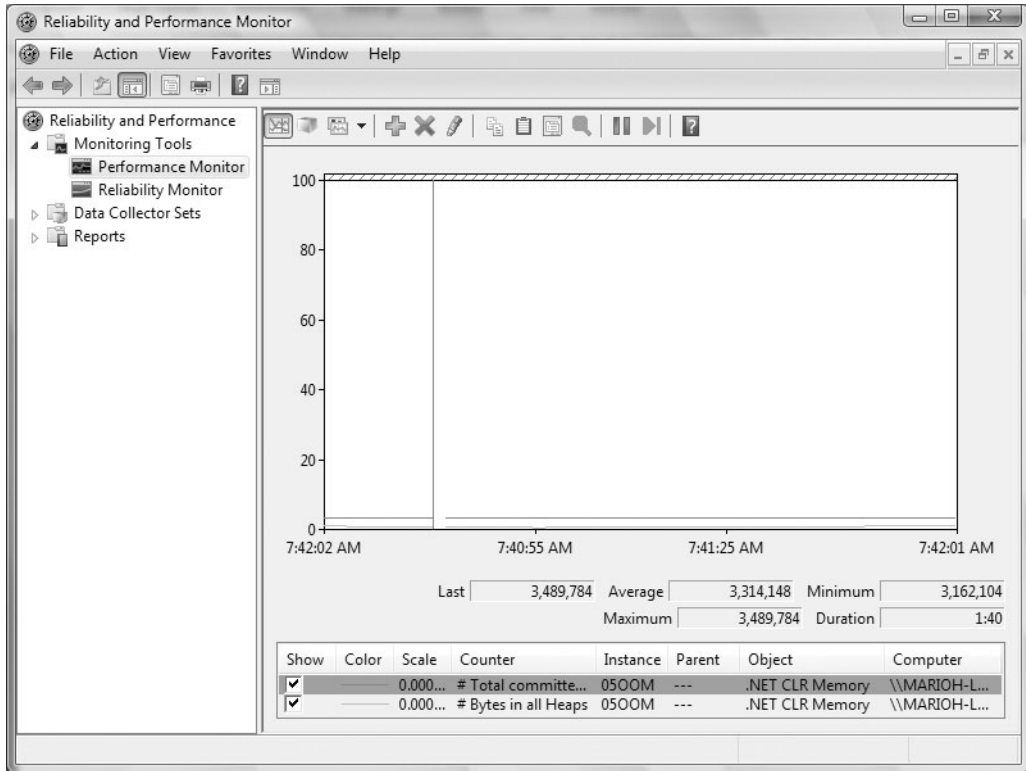 Reliability and Performance Monitor
File Action View Favorites Window Help
Reliability and Performance
Monitoring Tools
Performance Monitor
Reliability Monitor
Data Collector Sets
Reports
100
80
60
40
20
0
7:42:02 AM 7:40:55 AM 7:41:25 AM 7:42:01 AM
Last 3,489,784 Average 3,314,148 Minimum 3,162,104
Maximum 3,489,784 Duration 1:40
Show Color Scale Counter Instance Parent Object Computer
0.000... # Total committe... 05OOM --- .NET CLR Memory \\MARIOH-L...
0.000... # Bytes in all Heaps 05OOM --- .NET CLR Memory \\MARIOH-L...